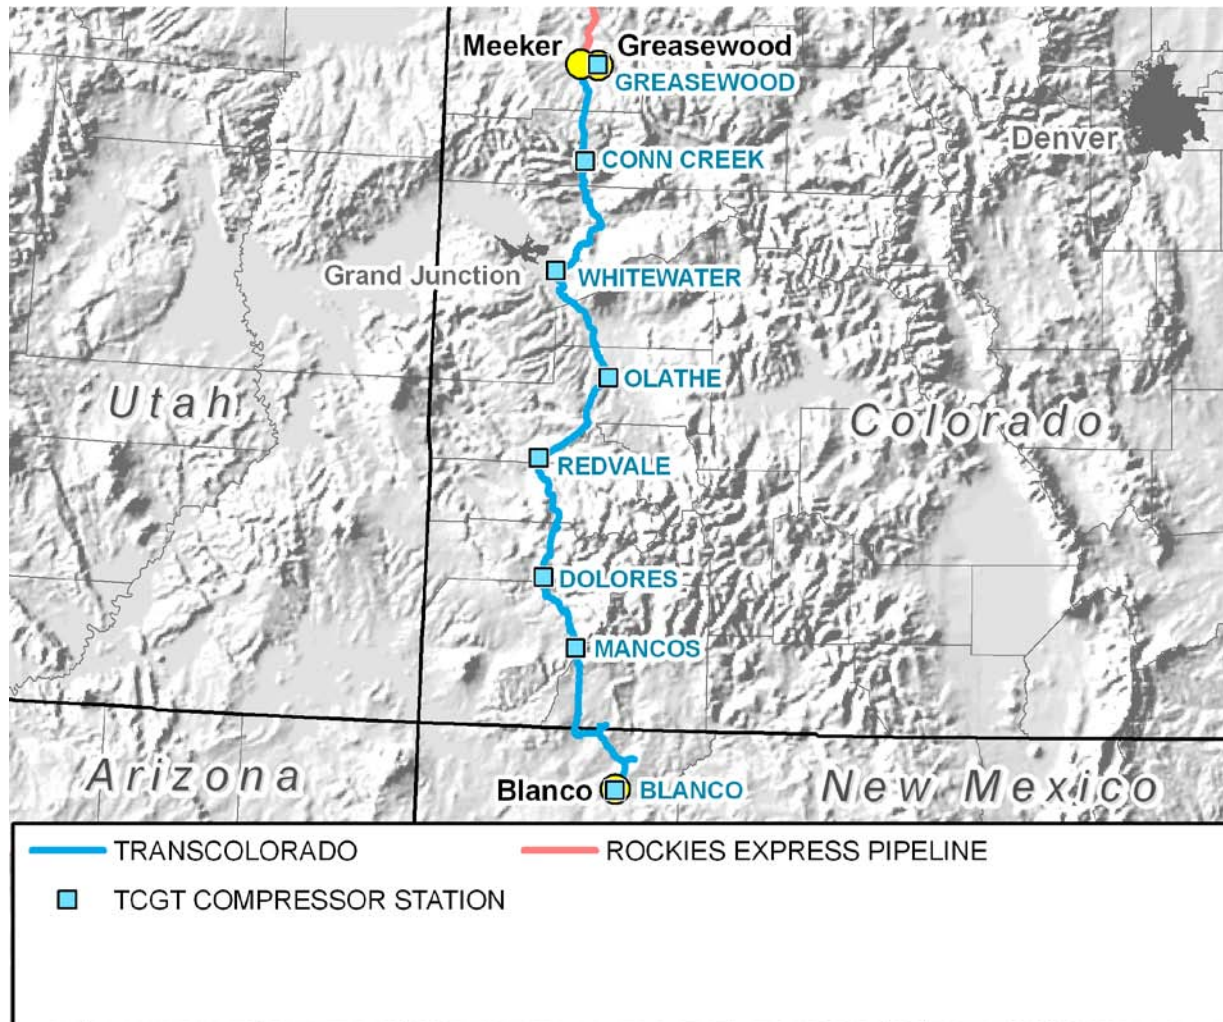 Meeker
Greasewood
GREASEWOOD
Denver
CONN CREEK
Grand Junction
WHITEWATER
OLATHE
Utah
Colorado
REDVALE
DOLORES
MANCOS
Arizona
Blanco
BLANCO
New Mexico
TRANSCOLORADO
ROCKIES EXPRESS PIPELINE
TCGT COMPRESSOR STATION